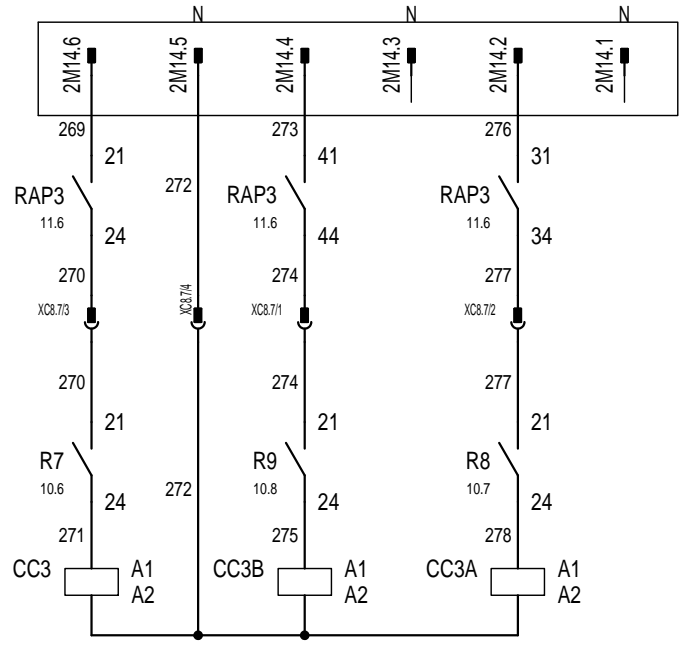 N N N
2M14.6 2M14.5 2M14.4 2M14.3 2M14.2 2M14.1
269 273 276
21 41 31
272
RAP3 RAP3 RAP3
11.6 11.6 11.6
24 44 34
270 274 277
XC8.7/3 XC8.7/4 XC8.7/1 XC8.7/2
270 274 277
21 21 21
R7 R9 R8
10.6 272 10.8 10.7
24 24 24
271 275 278
CC3 A1 CC3B A1 CC3A A1
A2 A2 A2